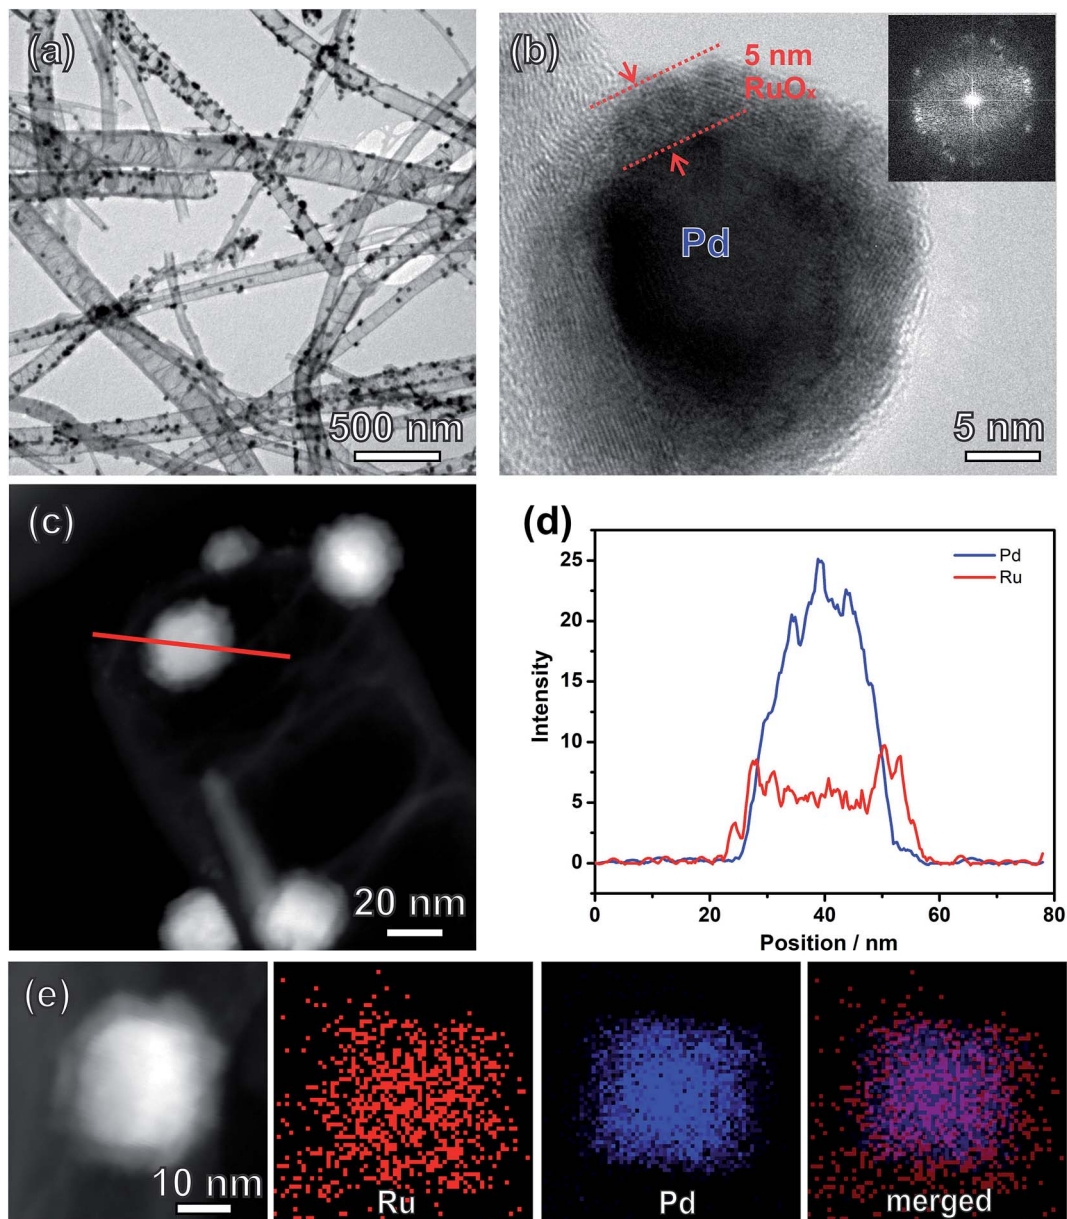 (a)
500 nm
(b)
5 nm
RuOx
Pd
5 nm
(c)
20 nm
(d)
Pd
Ru
25
20
15
10
5
0
Intensity
0 20 40 60 80
Position / nm
(e)
10 nm
Ru
Pd
merged